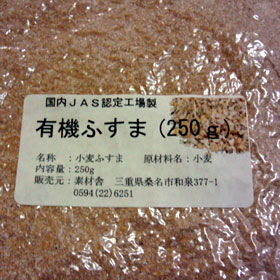 国内JAS認定工場製
有機ふすま(250g)
名称 :小麦ふすま 原材料名:小麦
内容量:250g
販売元:素材舎 三重県桑名市和泉377-1
0594(22)6251